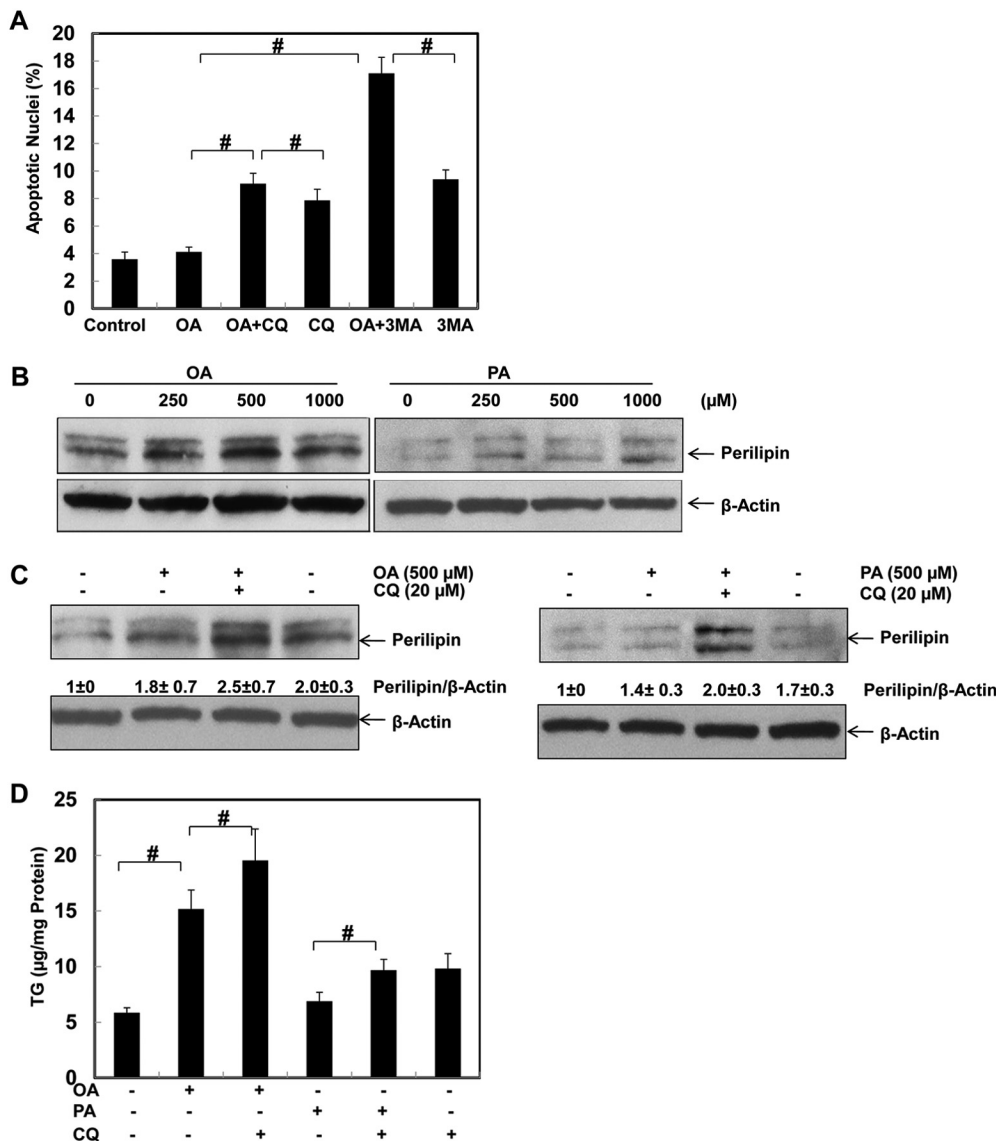 A
Apoptotic Nuclei (%)
20
18
16
14
12
10
8
6
4
2
0
#
#
#
#
Control OA OA+CQ CQ OA+3MA 3MA
B
OA PA
0 250 500 1000 0 250 500 1000 (µM)
Perilipin
β-Actin
C
- + + - OA (500 µM)
- - + - CQ (20 µM)
Perilipin
1±0 1.8± 0.7 2.5±0.7 2.0±0.3 Perilipin/β-Actin
β-Actin
- + + - PA (500 µM)
- - + - CQ (20 µM)
Perilipin
1±0 1.4± 0.3 2.0±0.3 1.7±0.3 Perilipin/β-Actin
β-Actin
D
TG (µg/mg Protein)
25
20
15
10
5
0
#
#
#
OA - + + - - -
PA - - - + + -
CQ - - + - + +